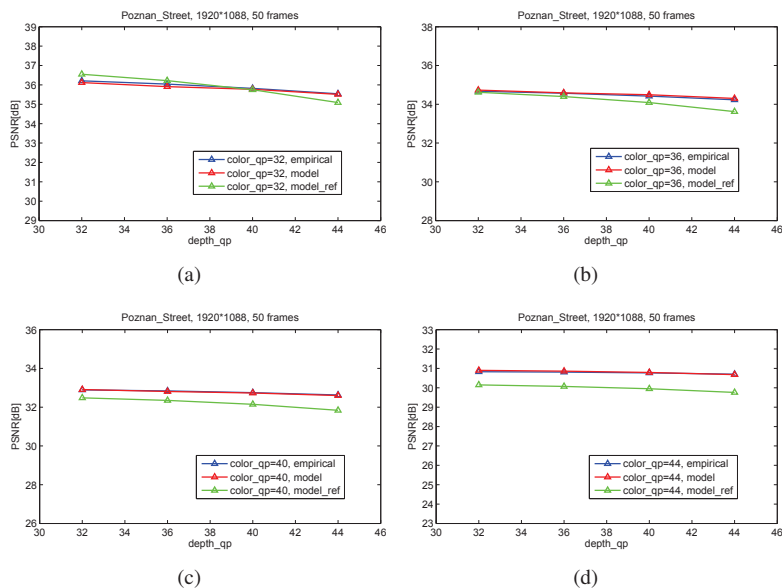 Poznan_Street, 1920*1088, 50 frames
39
38
37
36
35
34
33
32
31
30
29
PSNR[dB]
color_qp=32, empirical
color_qp=32, model
color_qp=32, model_ref
30 32 34 36 38 40 42 44 46
depth_qp
(a)
Poznan_Street, 1920*1088, 50 frames
38
36
34
32
30
28
PSNR[dB]
color_qp=36, empirical
color_qp=36, model
color_qp=36, model_ref
30 32 34 36 38 40 42 44 46
depth_qp
(b)
Poznan_Street, 1920*1088, 50 frames
36
34
32
30
28
26
PSNR[dB]
color_qp=40, empirical
color_qp=40, model
color_qp=40, model_ref
30 32 34 36 38 40 42 44 46
depth_qp
(c)
Poznan_Street, 1920*1088, 50 frames
33
32
31
30
29
28
27
26
25
24
23
PSNR[dB]
color_qp=44, empirical
color_qp=44, model
color_qp=44, model_ref
30 32 34 36 38 40 42 44 46
depth_qp
(d)